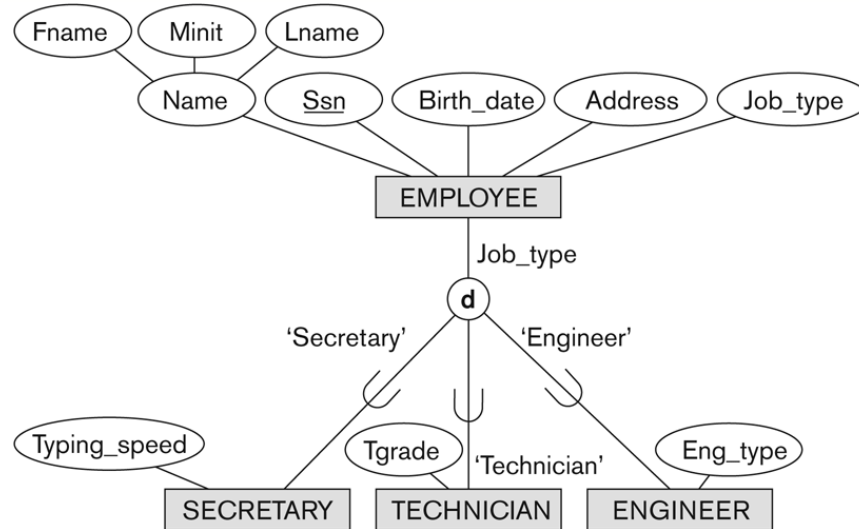 Fname
Minit
Lname
Name
Ssn
Birth_date
Address
Job_type
EMPLOYEE
Job_type
d
‘Secretary’
‘Engineer’
Typing_speed
Tgrade
‘Technician’
Eng_type
SECRETARY
TECHNICIAN
ENGINEER